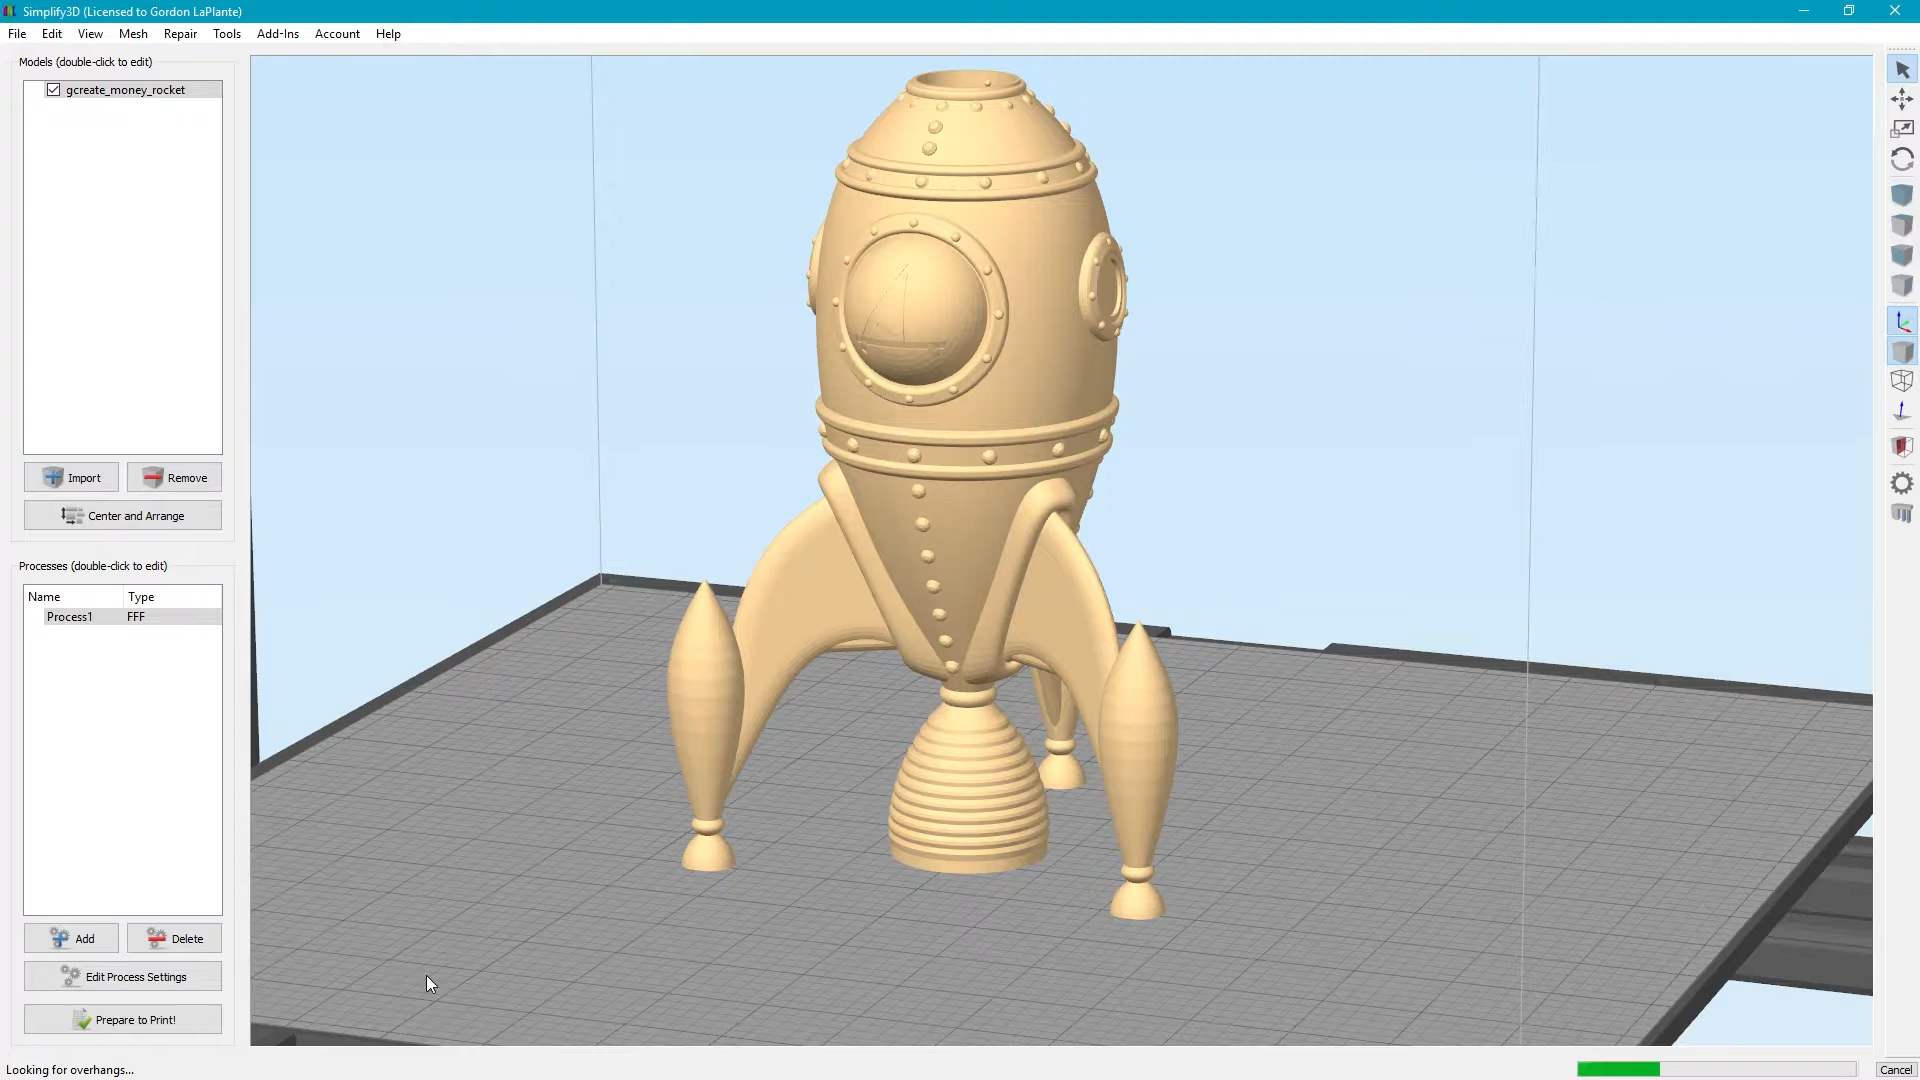 Simplify3D (Licensed to Gordon LaPlante)
File Edit View Mesh Repair Tools Add-Ins Account Help
Models (double-click to edit)
gcreate_money_rocket
Import Remove
Center and Arrange
Processes (double-click to edit)
Name Type
Process1 FFF
Add Delete
Edit Process Settings
Prepare to Print!
Looking for overhangs...
Cancel